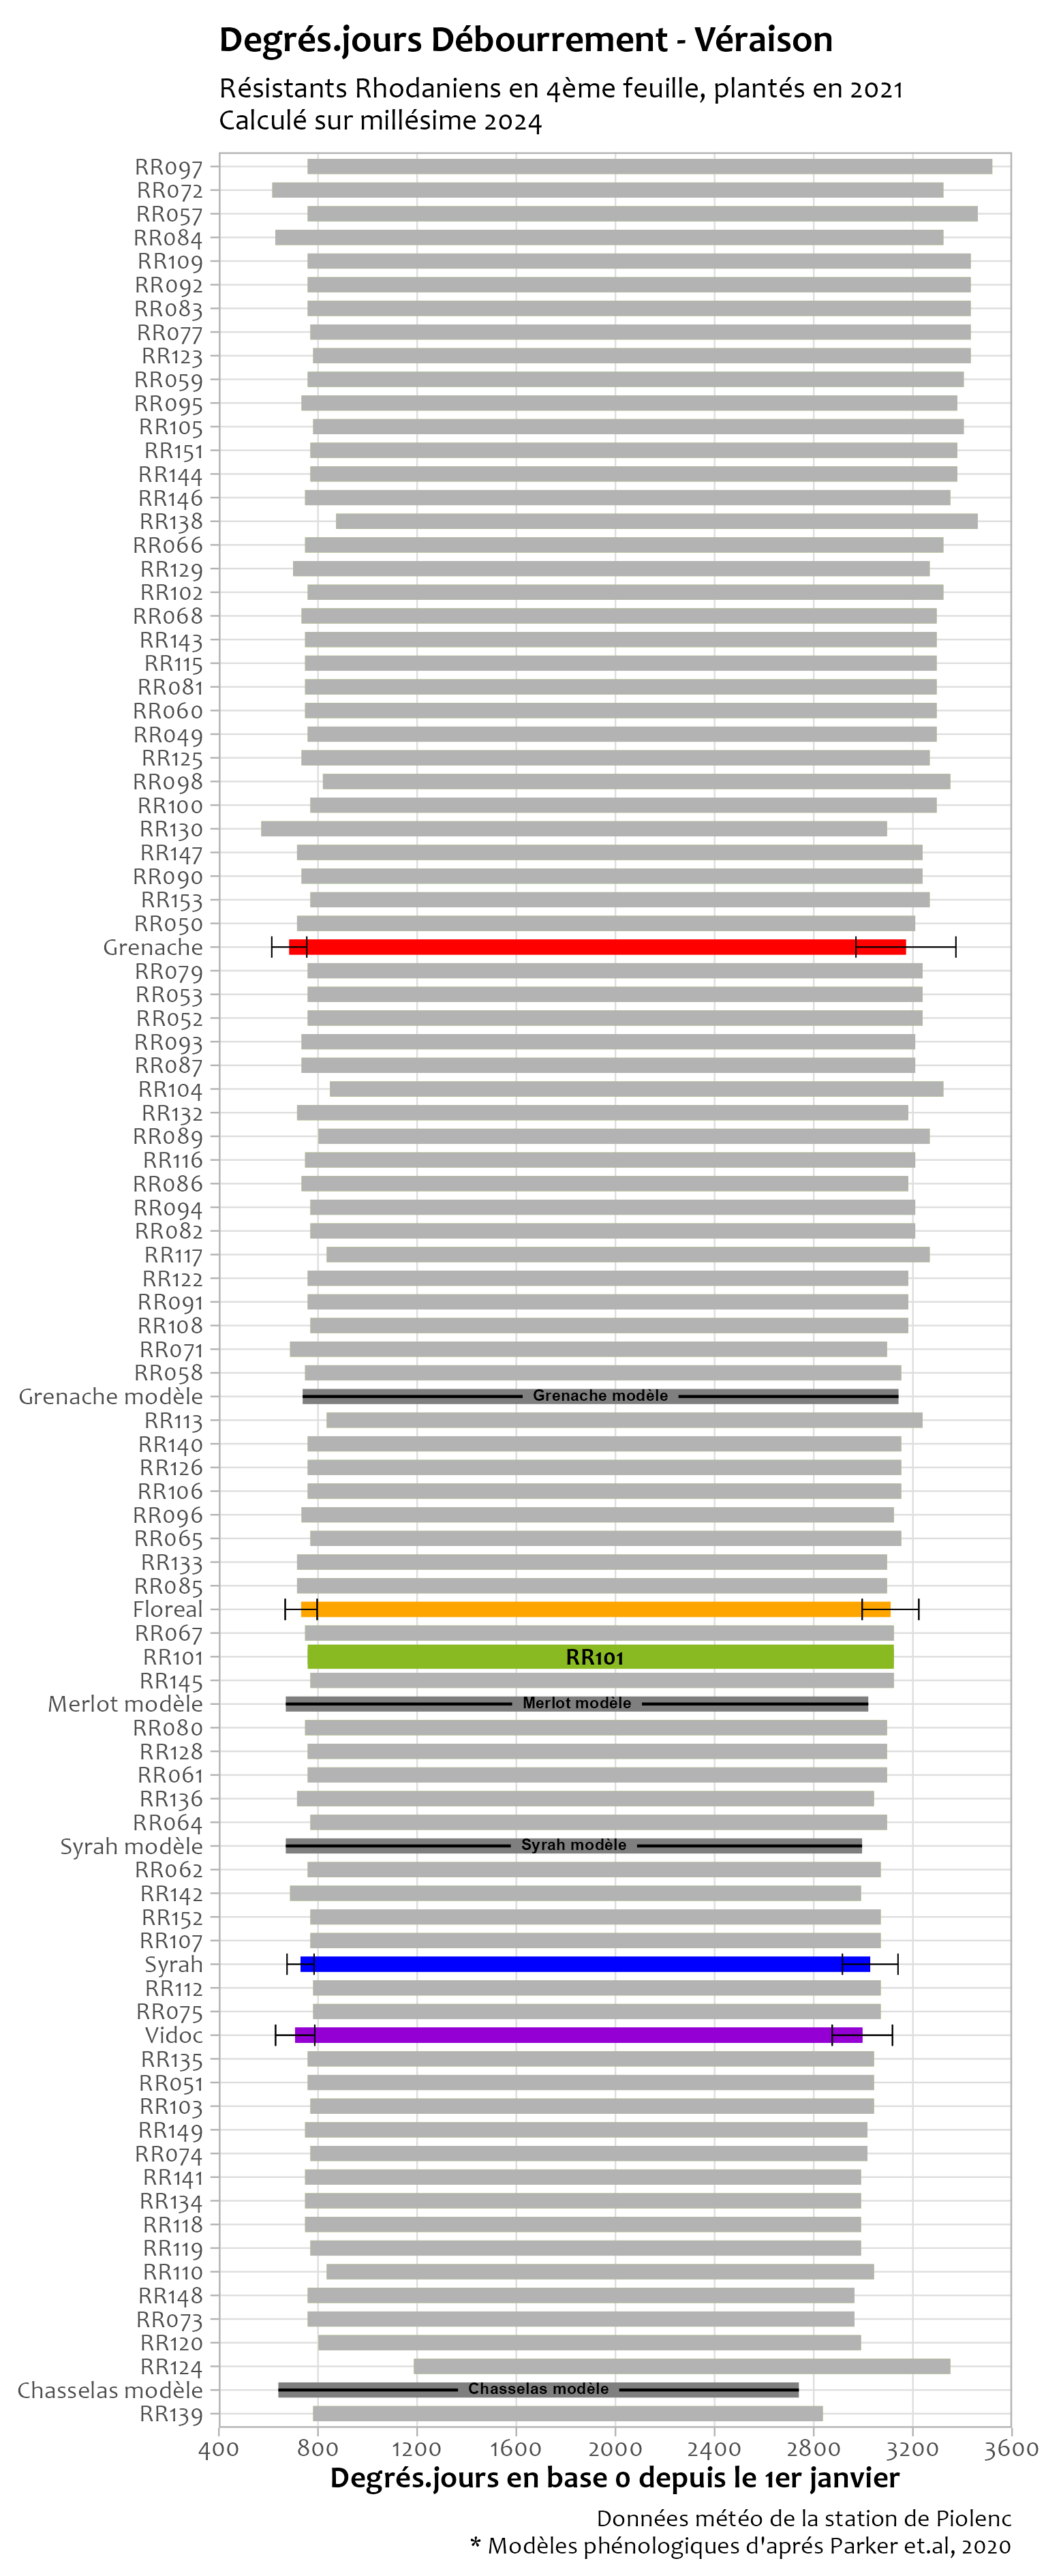 Degrés.jours Débourrement - Véraison
Résistants Rhodaniens en 4ème feuille, plantés en 2021
Calculé sur millésime 2024
RR097
RR072
RR057
RR084
RR109
RR092
RR083
RR077
RR123
RR059
RR095
RR105
RR151
RR144
RR146
RR138
RR066
RR129
RR102
RR068
RR143
RR115
RR081
RR060
RR049
RR125
RR098
RR100
RR130
RR147
RR090
RR153
RR050
Grenache
RR079
RR053
RR052
RR093
RR087
RR104
RR132
RR089
RR116
RR086
RR094
RR082
RR117
RR122
RR091
RR108
RR071
RR058
Grenache modèle Grenache modèle
RR113
RR140
RR126
RR106
RR096
RR065
RR133
RR085
Floreal
RR067
RR101 RR101
RR145
Merlot modèle Merlot modèle
RR080
RR128
RR061
RR136
RR064
Syrah modèle Syrah modèle
RR062
RR142
RR152
RR107
Syrah
RR112
RR075
Vidoc
RR135
RR051
RR103
RR149
RR074
RR141
RR134
RR118
RR119
RR110
RR148
RR073
RR120
RR124
Chasselas modèle Chasselas modèle
RR139
400 800 1200 1600 2000 2400 2800 3200 3600
Degrés.jours en base 0 depuis le 1er janvier
Données météo de la station de Piolenc
* Modèles phénologiques d'aprés Parker et.al, 2020